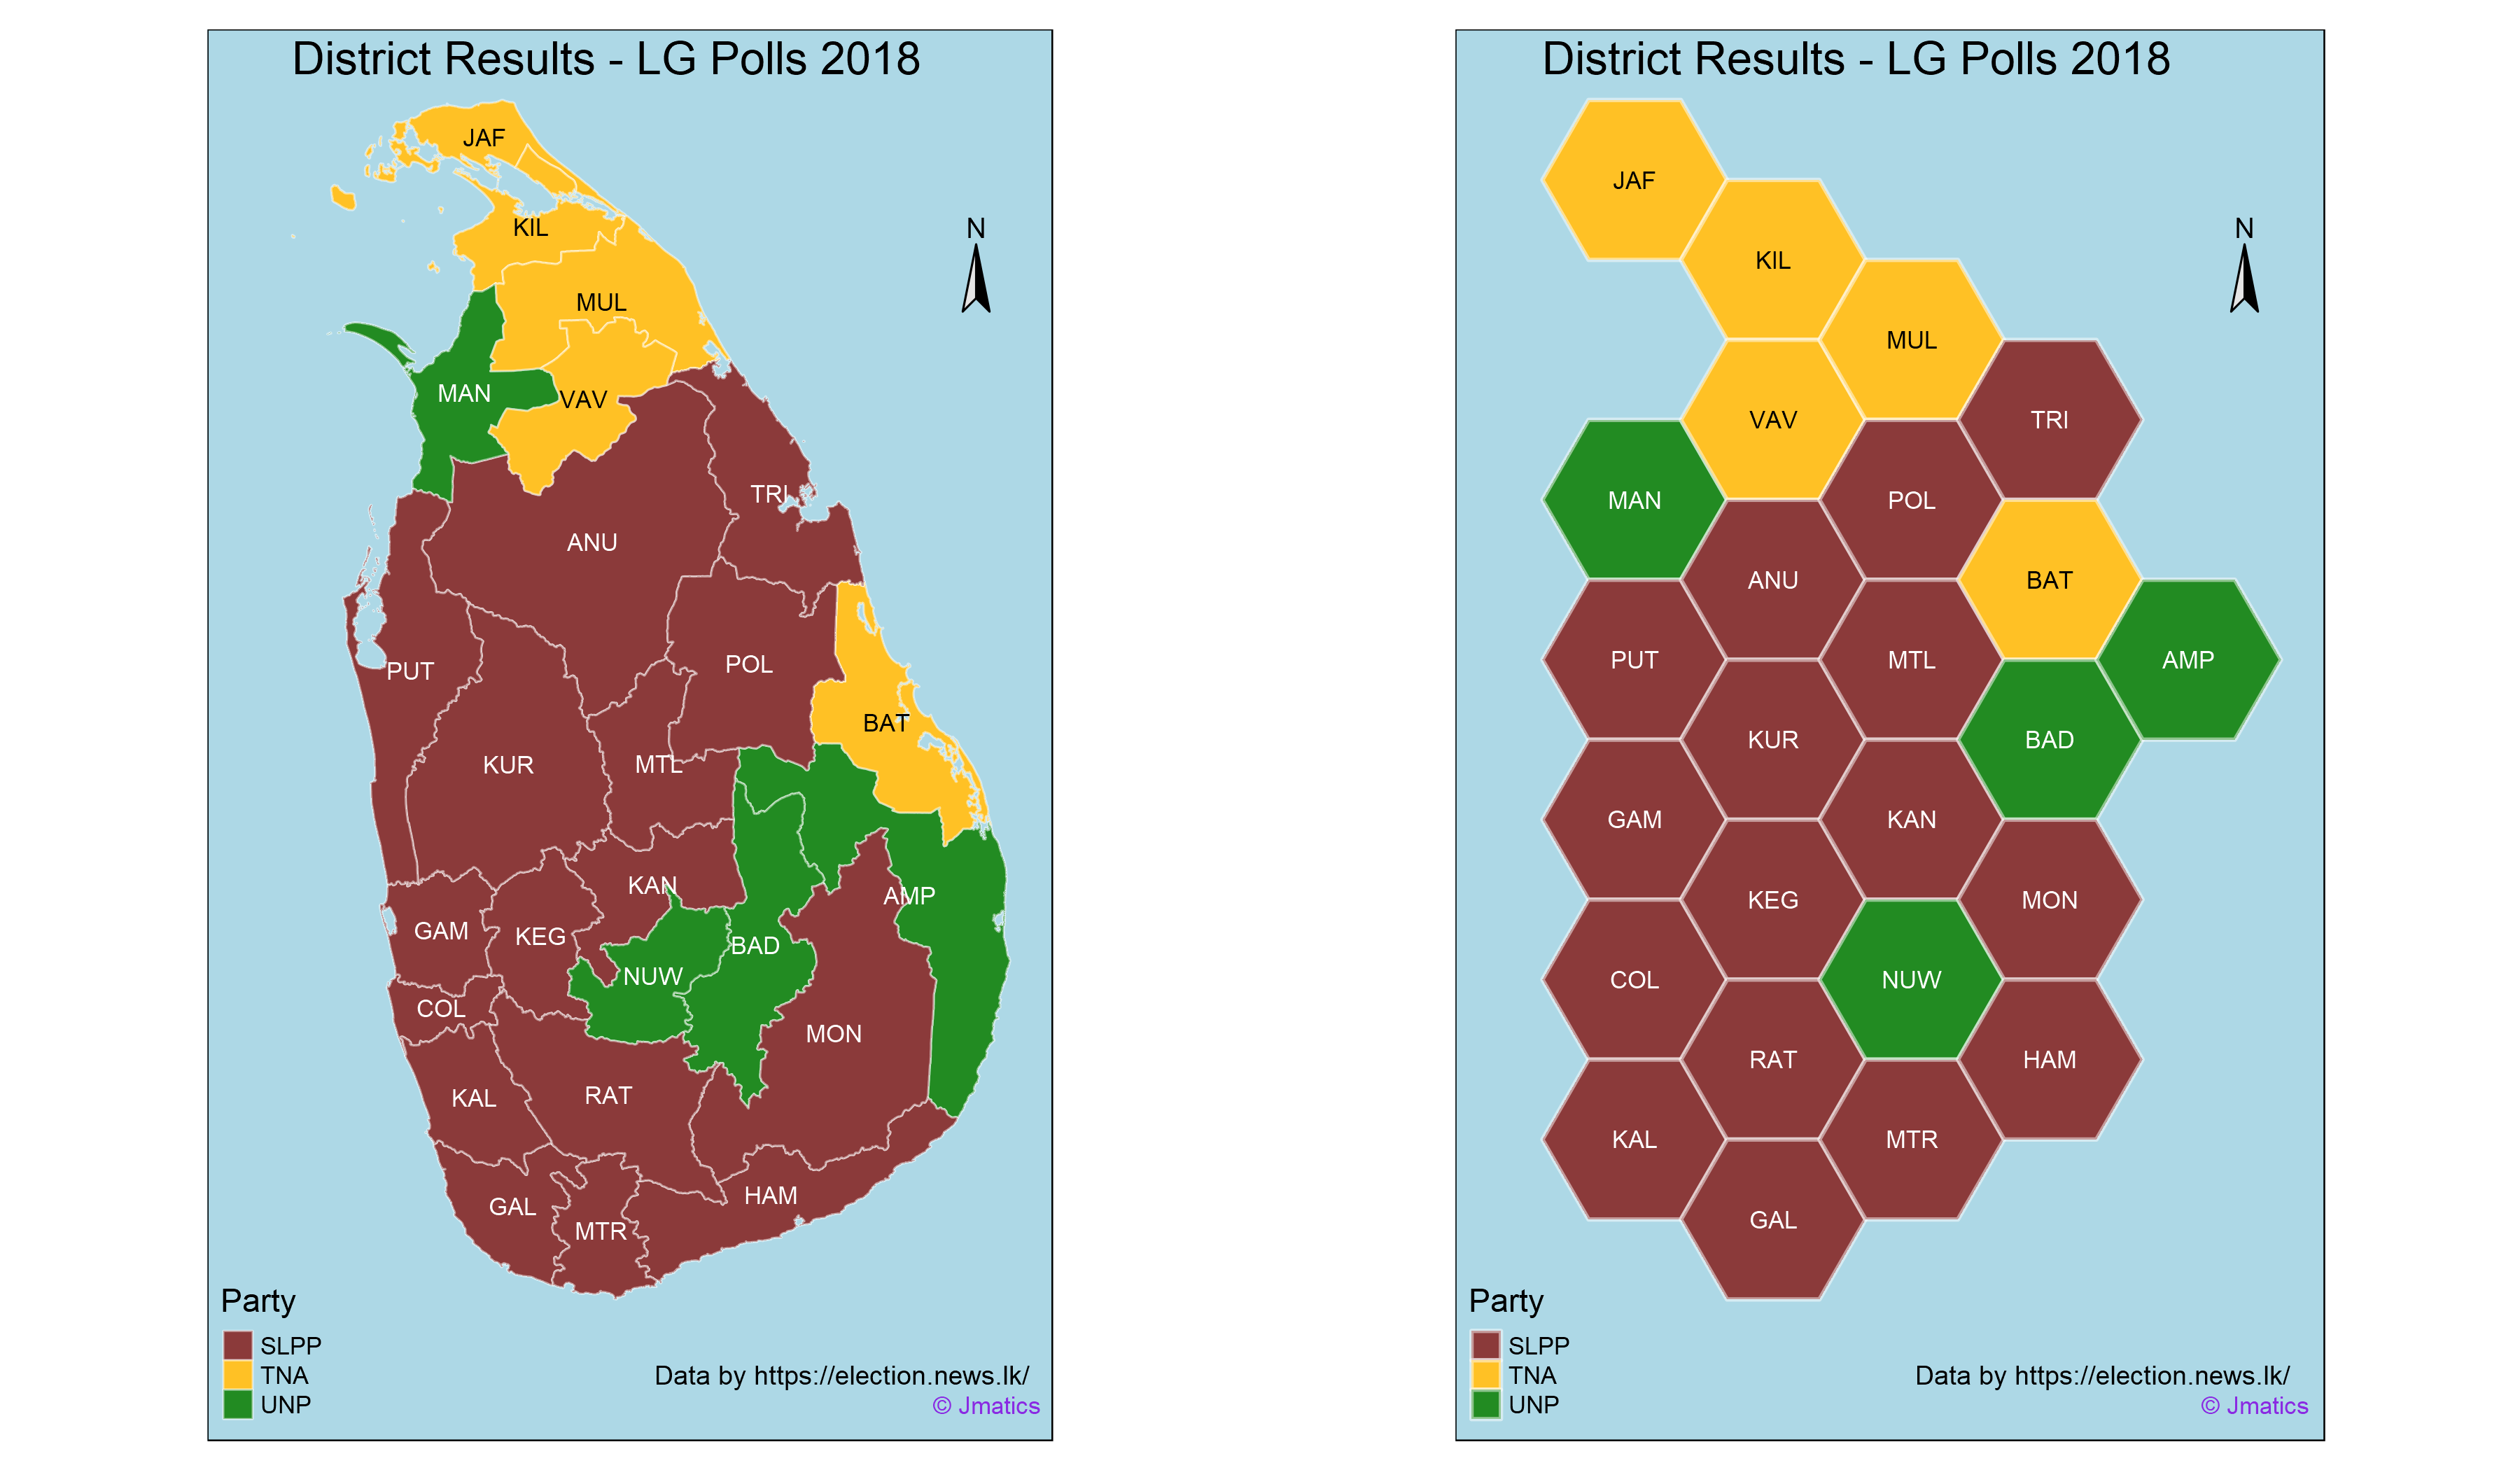 District Results - LG Polls 2018
JAF
KIL
MUL
MAN
VAV
TRI
ANU
POL
PUT
BAT
KUR
MTL
KAN
AMP
GAM
KEG
BAD
NUW
COL
MON
KAL
RAT
HAM
GAL
MTR
N
Party
SLPP
TNA
UNP
Data by https://election.news.lk/
© Jmatics
District Results - LG Polls 2018
JAF
KIL
MUL
VAV
TRI
MAN
POL
ANU
BAT
PUT
MTL
AMP
KUR
BAD
GAM
KAN
KEG
MON
COL
NUW
RAT
HAM
KAL
MTR
GAL
N
Party
SLPP
TNA
UNP
Data by https://election.news.lk/
© Jmatics